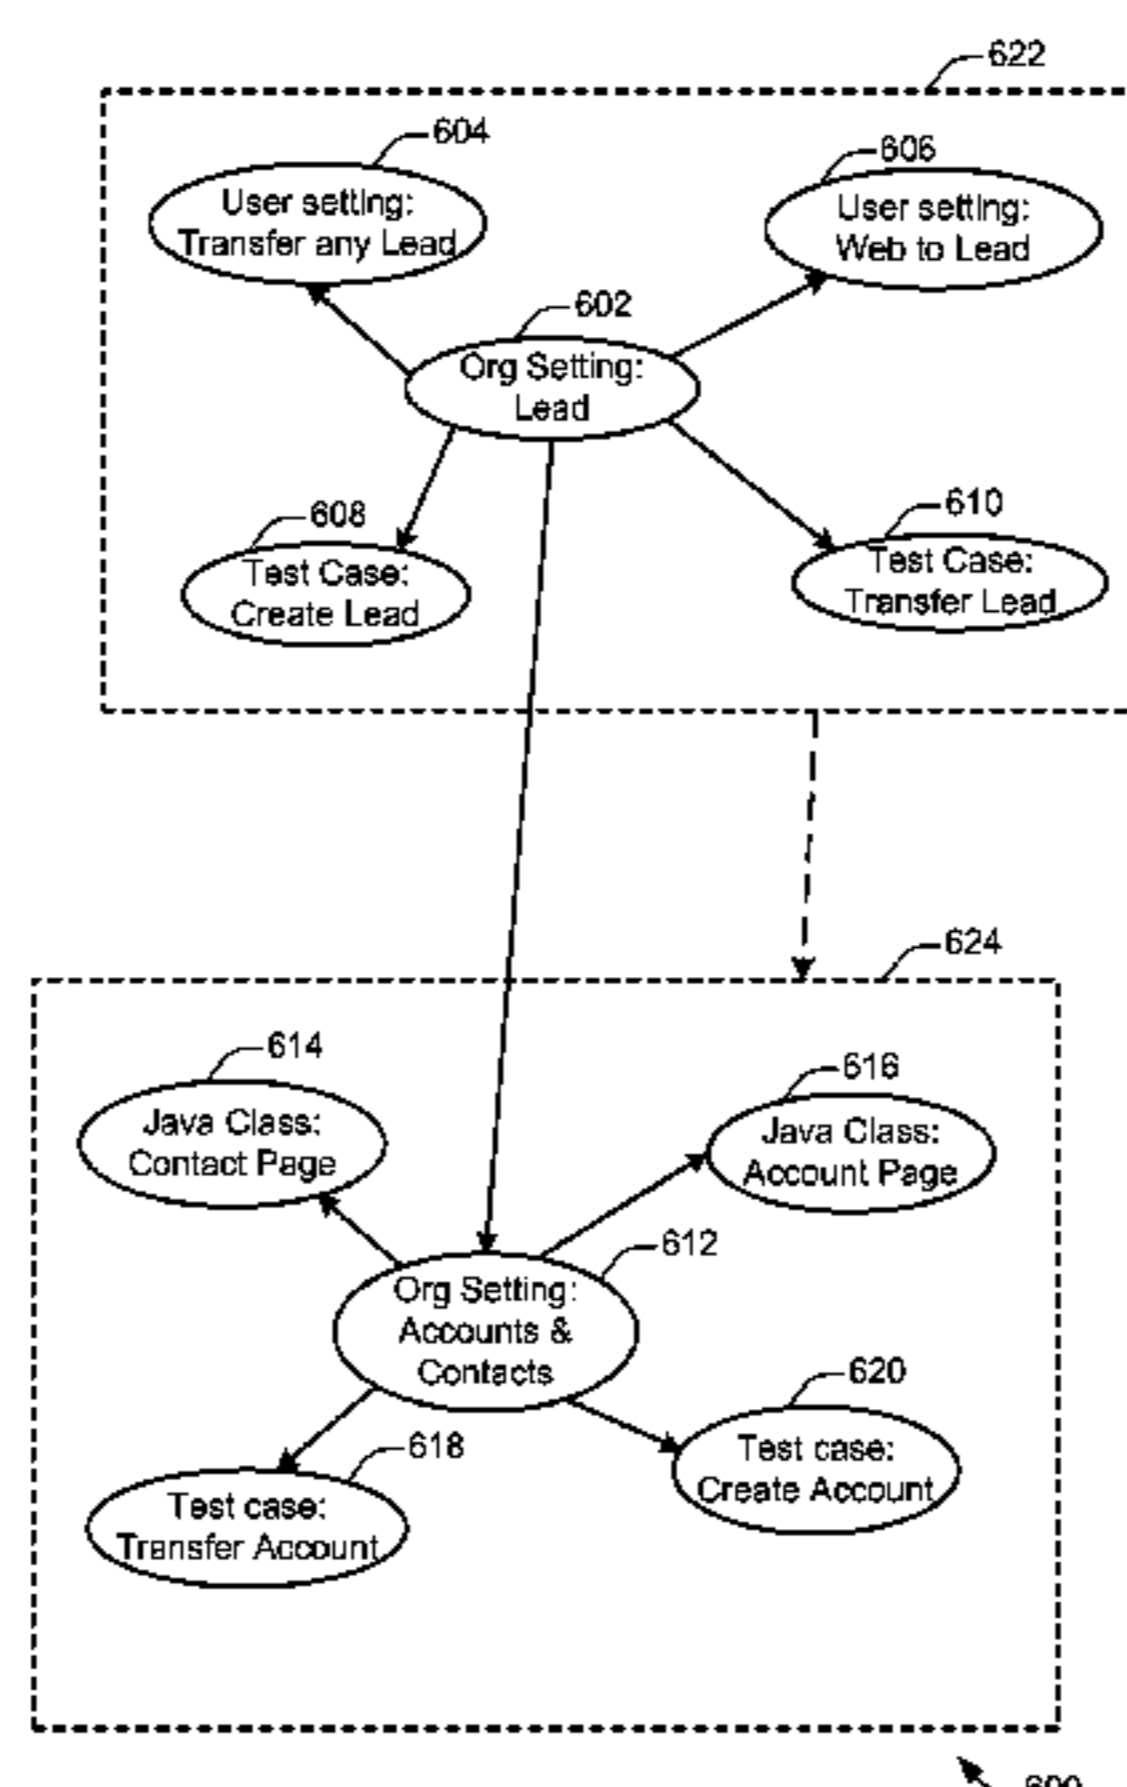 622
604
606
User setting:
Transfer any Lead
User setting:
Web to Lead
602
Org Setting:
Lead
608
610
Test Case:
Create Lead
Test Case:
Transfer Lead
624
614
616
Java Class:
Contact Page
Java Class:
Account Page
612
Org Setting:
Accounts &
Contacts
620
618
Test case:
Create Account
Test case:
Transfer Account
600